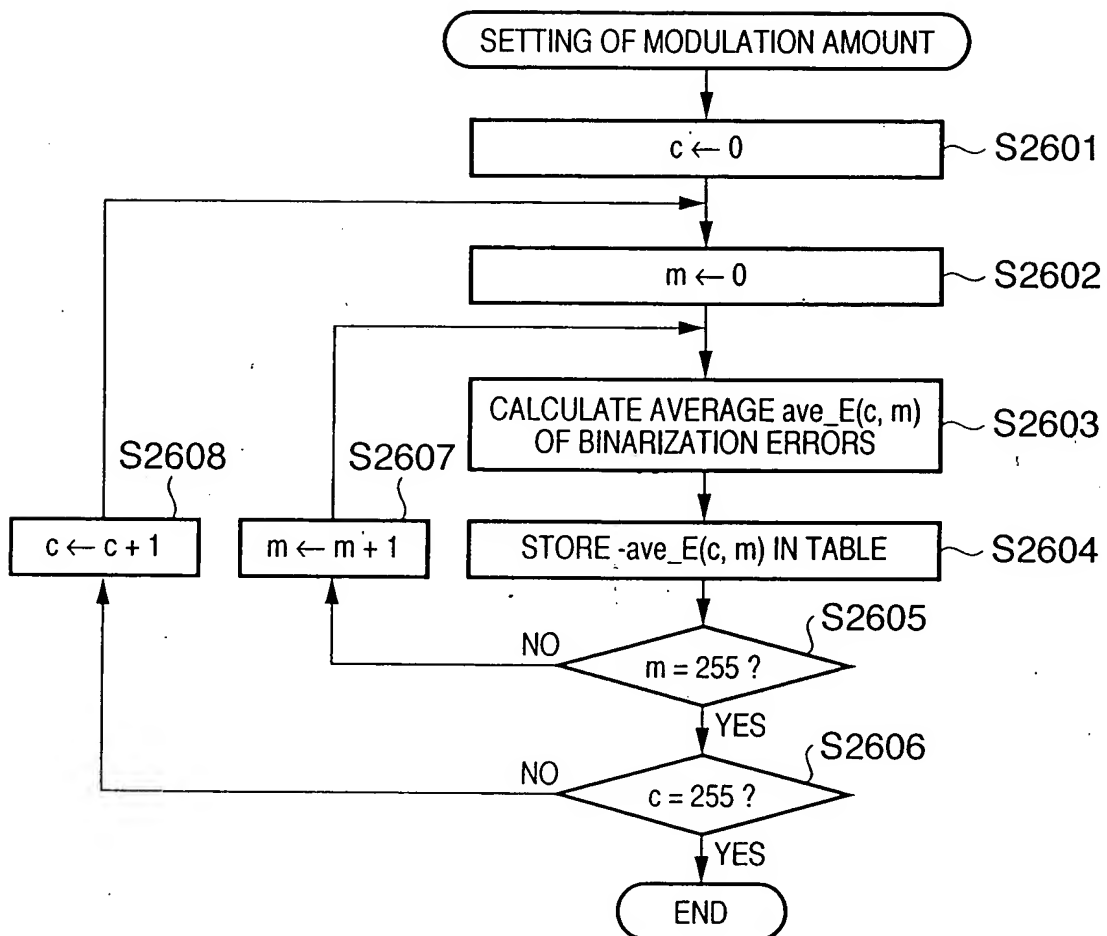 SETTING OF MODULATION AMOUNT
c ← 0
S2601
m ← 0
S2602
CALCULATE AVERAGE ave_E(c, m)
OF BINARIZATION ERRORS
S2603
S2608
S2607
c ← c + 1
m ← m + 1
STORE -ave_E(c, m) IN TABLE
S2604
S2605
NO
m = 255 ?
YES
S2606
NO
c = 255 ?
YES
END